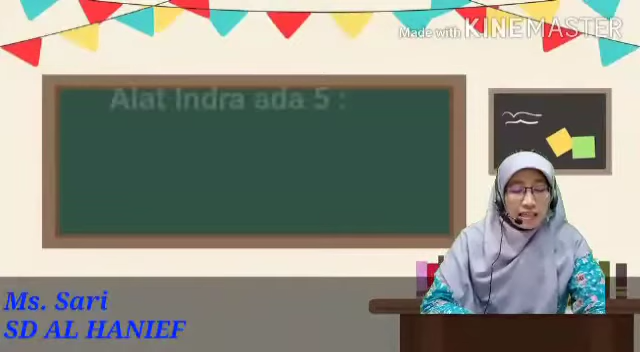 Made with KINEMASTER
Alat Indra ada 5 :
Ms. Sari
SD AL HANIEF